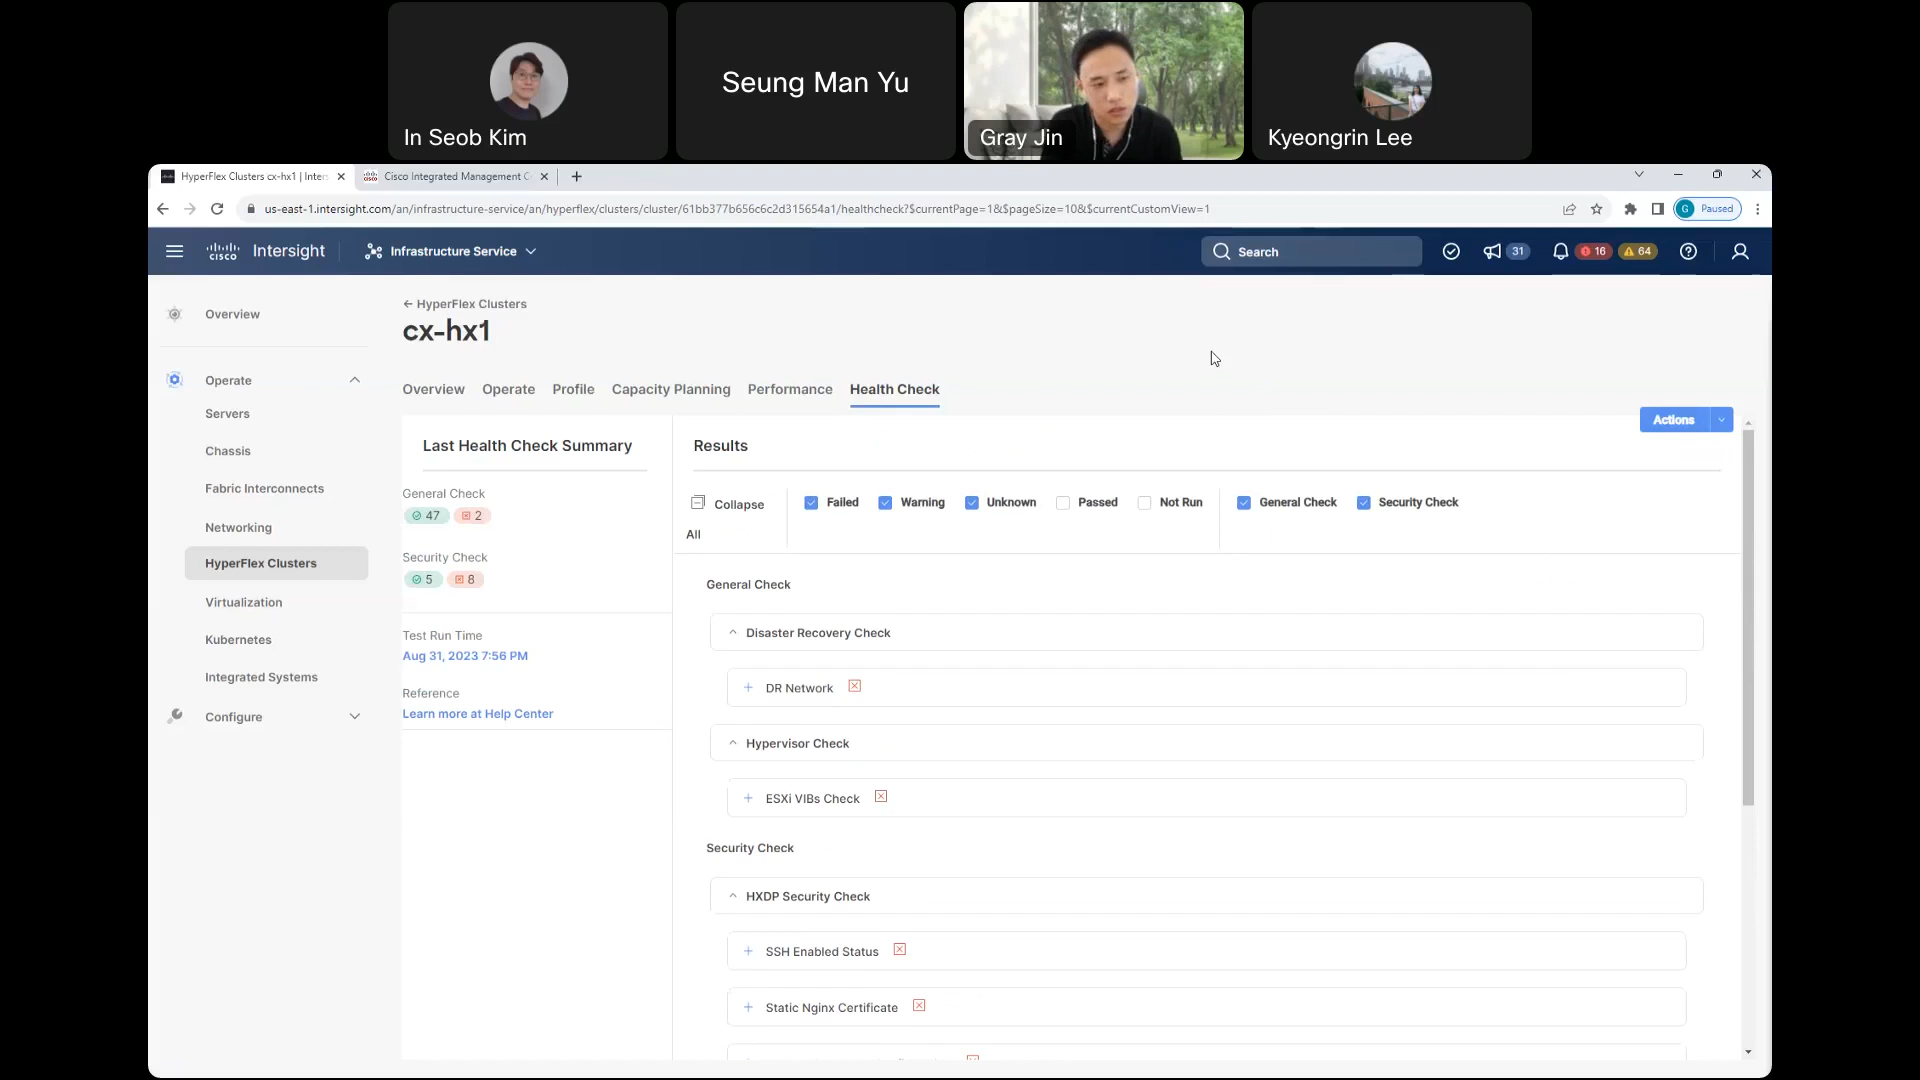 In Seob Kim
Seung Man Yu
Gray Jin
Kyeongrin Lee
HyperFlex Clusters cx-hx1 | Inters
Cisco Integrated Management C
us-east-1.intersight.com/an/infrastructure-service/an/hyperflex/clusters/cluster/61bb377b656c6c2d315654a1/healthcheck?$currentPage=1&$pageSize=10&$currentCustomView=1
G Paused
CISCO Intersight
Infrastructure Service
Search
31
16
64
Overview
Operate
Servers
Chassis
Fabric Interconnects
Networking
HyperFlex Clusters
Virtualization
Kubernetes
Integrated Systems
Configure
HyperFlex Clusters
cx-hx1
Overview Operate Profile Capacity Planning Performance Health Check
Actions
Last Health Check Summary
General Check
47 2
Security Check
5 8
Test Run Time
Aug 31, 2023 7:56 PM
Reference
Learn more at Help Center
Results
Collapse
All
Failed Warning Unknown Passed Not Run General Check Security Check
General Check
Disaster Recovery Check
DR Network
Hypervisor Check
ESXi VIBs Check
Security Check
HXDP Security Check
SSH Enabled Status
Static Nginx Certificate